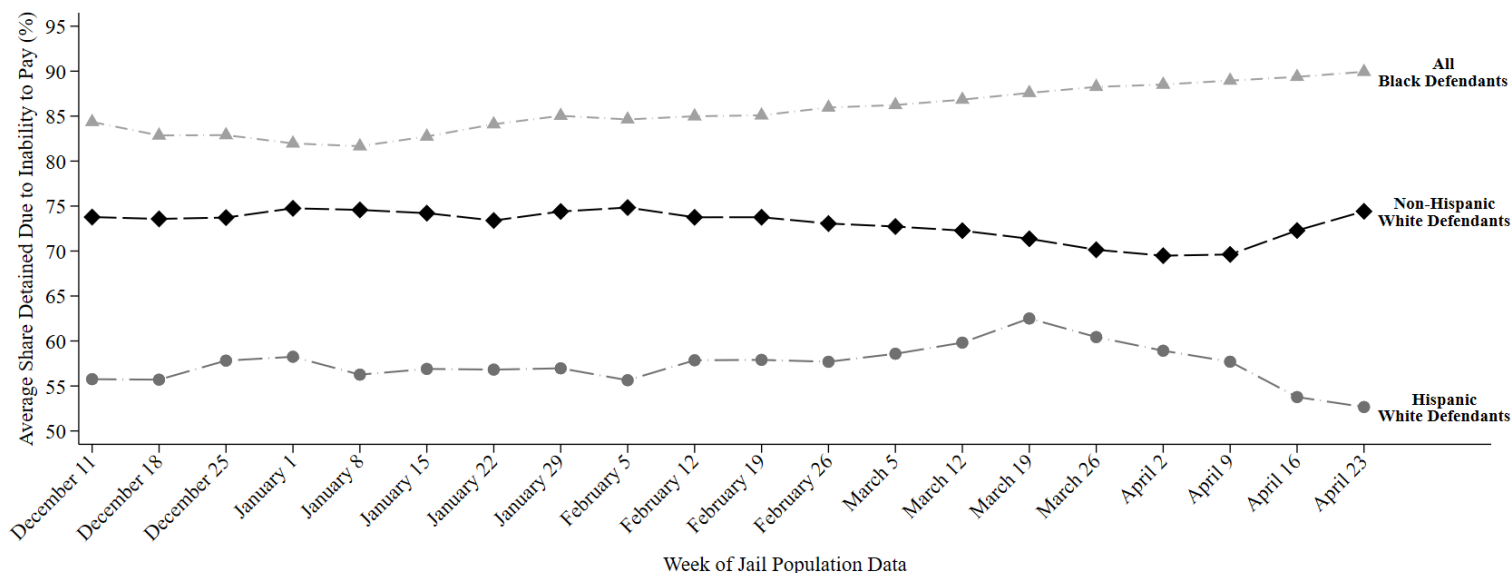 Average Share Detained Due to Inability to Pay (%)
95
90
85
80
75
70
65
60
55
50
All
Black Defendants
Non-Hispanic
White Defendants
Hispanic
White Defendants
December 11
December 18
December 25
January 1
January 8
January 15
January 22
January 29
February 5
February 12
February 19
February 26
March 5
March 12
March 19
March 26
April 2
April 9
April 16
April 23
Week of Jail Population Data